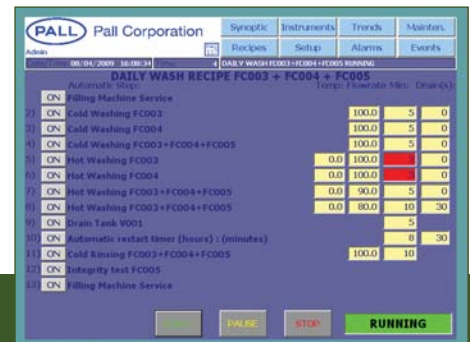 PALL Pall Corporation
Synoptic Instruments Trends Mainten.
Admin
Recipes Setup Alarms Events
Date/Time: 08/04/2009 16:08:34 4 DAILY WASH FC003+FC004+FC005 RUNNING
DAILY WASH RECIPE FC003 + FC004 + FC005
Automatic Step: Temp: Flowrate Min: Drain(s):
ON Filling Machine Service
2) ON Cold Washing FC003 100.0 5 0
3) ON Cold Washing FC004 100.0 5 0
4) ON Cold Washing FC003+FC004+FC005 100.0 5 0
5) ON Hot Washing FC003 0.0 100.0 0
6) ON Hot Washing FC004 0.0 100.0 0
7) ON Hot Washing FC003+FC004+FC005 0.0 90.0 5 0
8) ON Hot Washing FC003+FC004+FC005 0.0 80.0 10 30
9) ON Drain Tank V001 5
10) ON Automatic restart timer (hours) : (minutes) 8 30
11) ON Cold Rinsing FC003+FC004+FC005 100.0 10
12) ON Integrity test FC005
13) ON Filling Machine Service
PAUSE STOP RUNNING